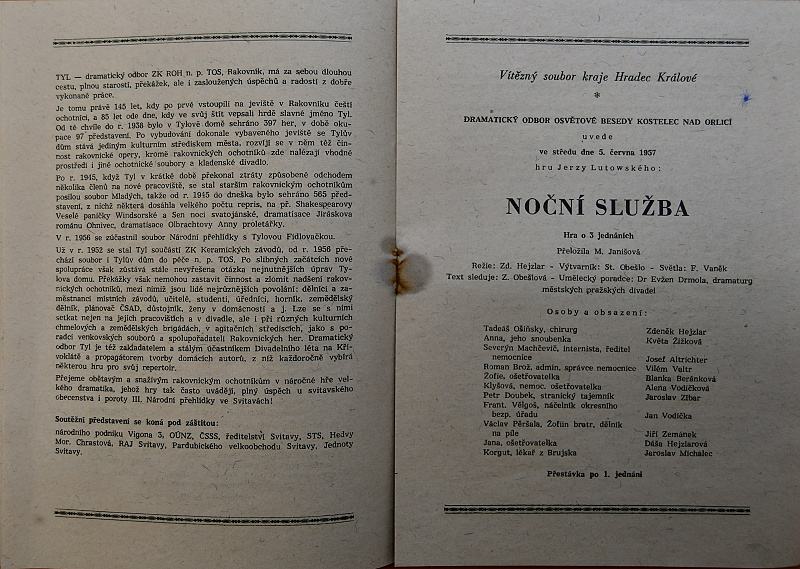 TYL — dramatický odbor ZK ROH n. p. TOS, Rakovník, má za sebou dlouhou
cestu, plnou starostí, překážek, ale i zasloužených úspěchů a radostí z dobře
vykonané práce.
Je tomu právě 145 let, kdy po prvé vstoupili na jeviště v Rakovníku čeští
ochotníci, a 85 let ode dne, kdy ve svůj štít vepsali hrdě slavné jméno Tyl.
Od té chvíle do r. 1938 bylo v Tylově domě sehráno 397 her, v době oku-
pace 97 představení. Po vybudování dokonale vybaveného jeviště se Tylův
dům stává jediným kulturním střediskem města, rozvíjí se v něm též čin-
nost rakovnické opery, kromě rakovnických ochotníků zde nalézají vhodné
prostředí i jiné ochotnické soubory a kladenské divadlo.
Po r. 1945, když Tyl v krátké době překonal ztráty způsobené odchodem
několika členů na nové pracoviště, se stal starším rakovnickým ochotníkům
posilou soubor Mladých, takže od r. 1945 do dneška bylo sehráno 565 před-
stavení, z nichž některá dosáhla velkého počtu repris, na př. Shakespearovy
Veselé paničky Windsorské a Sen noci svatojánské, dramatisace Jiráskova
románu Ohnivec, dramatisace Olbrachtovy Anny proletářky.
V r. 1956 se zúčastnil soubor Národní přehlídky s Tylovou Fidlovačkou.
Už v r. 1952 se stal Tyl součástí ZK Keramických závodů, od r. 1956 pře-
chází soubor i Tylův dům do péče n. p. TOS. Po slibných začátcích nové
spolupráce však zůstává stále nevyřešena otázka nejnutnějších úprav Ty-
lova domu. Překážky však nemohou zastavit činnost a zlomit nadšení rakov-
nických ochotníků, mezi nimiž jsou lidé nejrůznějších povolání: dělníci a za-
městnanci místních závodů, učitelé, studenti, úředníci, horník, zemědělský
dělník, plánovač ČSAD, důstojník, ženy v domácnosti a j. Lze se s nimi
setkat nejen na jejich pracovištích a v divadle, ale i při různých kulturních
chmelových a zemědělských brigádách, v agitačních střediscích, jako s po-
radci venkovských souborů a spolupořadateli Rakovnických her. Dramatický
odbor Tyl je též zakladatelem a stálým účastníkem Divadelního léta na Kři-
voklátě a propagátorem tvorby domácích autorů, z níž každoročně vybírá
některou hru pro svůj repertoir.
Přejeme obětavým a snaživým rakovnickým ochotníkům v náročné hře vel-
kého dramatika, jehož hry tak často uvádějí, plný úspěch u svitavského
obecenstva i poroty III. Národní přehlídky ve Svitavách!
Soutěžní představení se koná pod záštitou:
národního podniku Vigona 3, OÚNZ, ČSSS, ředitelství Svitavy, STS, Hedvy
Mor. Chrastová, RAJ Svitavy, Pardubického velkoobchodu Svitavy, Jednoty
Svitavy.
Vítězný soubor kraje Hradec Králové
*
DRAMATICKÝ ODBOR OSVĚTOVÉ BESEDY KOSTELEC NAD ORLICÍ
uvede
ve středu dne 5. června 1957
hru Jerzy Lutowského:
NOČNÍ SLUŽBA
Hra o 3 jednáních
Přeložila M. Janišová
Režie: Zd. Hejzlar - Výtvarník: St. Obešlo - Světla: F. Vaněk
Text sleduje: Z. Obešlová - Umělecký poradce: Dr Evžen Drmola, dramaturg
městských pražských divadel
Osoby a obsazení:
Tadeáš Ošiňsky, chirurg Zdeněk Hejzlar
Anna, jeho snoubenka Květa Žižková
Severýn Machčevič, internista, ředitel
nemocnice Josef Altrichter
Roman Brož, admin. správce nemocnice Vilém Valtr
Žofie, ošetřovatelka Blanka Beránková
Klyšová, nemoc. ošetřovatelka Alena Vodičková
Petr Doubek, stranický tajemník Jaroslav Zibar
Frant. Vělgoš, náčelník okresního
bezp. úřadu Jan Vodička
Václav Pěršala, Žofiin bratr, dělník
na pile Jiří Zemánek
Jana, ošetřovatelka Dáša Hejzlarová
Korgut, lékař z Brujska Jaroslav Michalec
Přestávka po 1. jednání